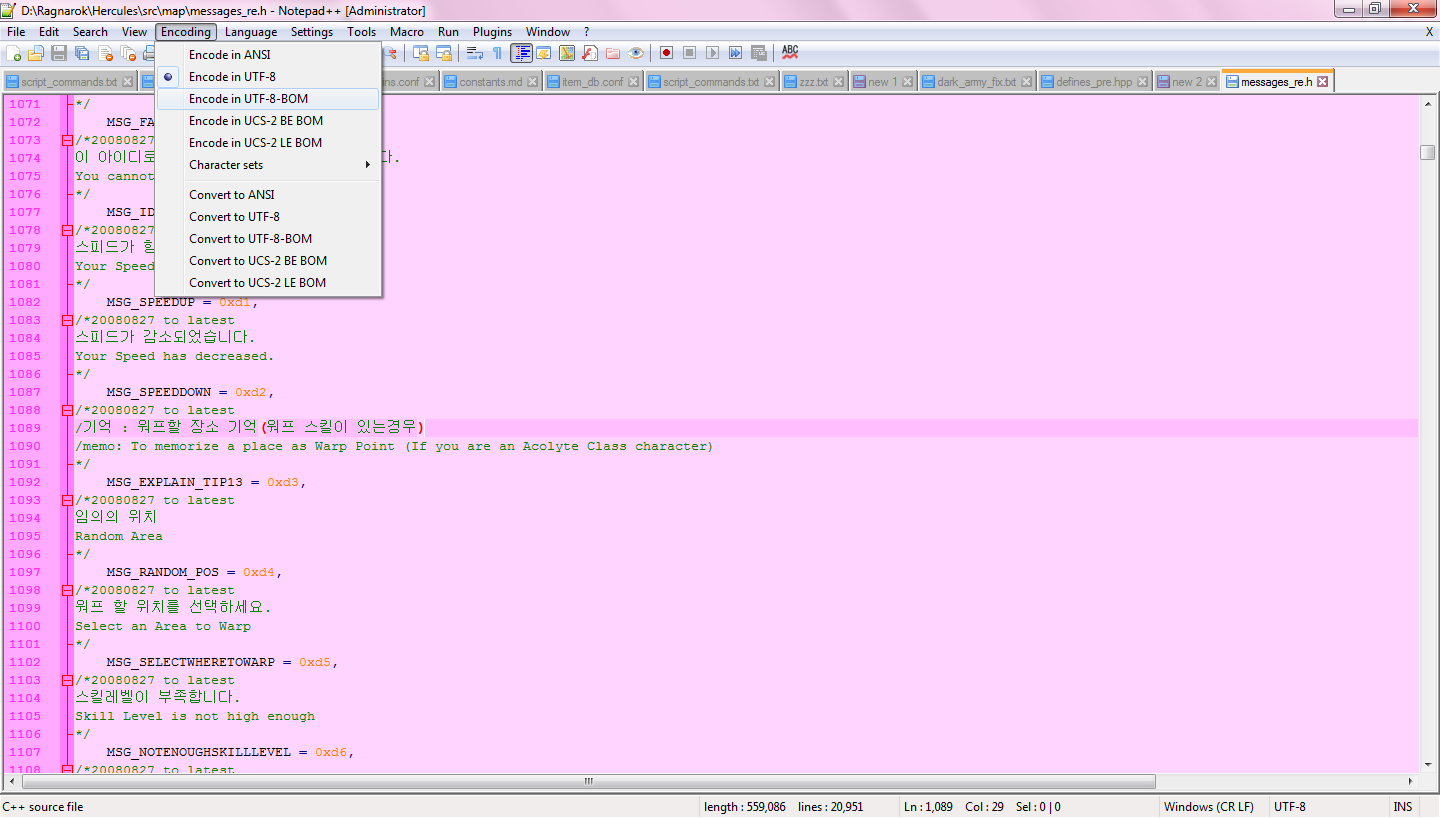 D:\Ragnarok\Hercules\src\map\messages_re.h - Notepad++ [Administrator]
File Edit Search View Encoding Language Settings Tools Macro Run Plugins Window ? X
script_commands.txt ns.conf constants.md item_db.conf script_commands.txt zzz.txt new 1 dark_army_fix.txt defines_pre.hpp new 2 messages_re.h
Encode in ANSI
Encode in UTF-8
Encode in UTF-8-BOM
Encode in UCS-2 BE BOM
Encode in UCS-2 LE BOM
Character sets
Convert to ANSI
Convert to UTF-8
Convert to UTF-8-BOM
Convert to UCS-2 BE BOM
Convert to UCS-2 LE BOM
1071 */
1072 MSG_FA
1073 /*20080827
1074 이 아이디로 다.
1075 You cannot
1076 */
1077 MSG_ID
1078 /*20080827
1079 스피드가
1080 Your Speed
1081 */
1082 MSG_SPEEDUP = 0xd1,
1083 /*20080827 to latest
1084 스피드가 감소되었습니다.
1085 Your Speed has decreased.
1086 */
1087 MSG_SPEEDDOWN = 0xd2,
1088 /*20080827 to latest
1089 /기억 : 워프할 장소 기억(워프 스킬이 있는경우)
1090 /memo: To memorize a place as Warp Point (If you are an Acolyte Class character)
1091 */
1092 MSG_EXPLAIN_TIP13 = 0xd3,
1093 /*20080827 to latest
1094 임의의 위치
1095 Random Area
1096 */
1097 MSG_RANDOM_POS = 0xd4,
1098 /*20080827 to latest
1099 워프 할 위치를 선택하세요.
1100 Select an Area to Warp
1101 */
1102 MSG_SELECTWHERETOWARP = 0xd5,
1103 /*20080827 to latest
1104 스킬레벨이 부족합니다.
1105 Skill Level is not high enough
1106 */
1107 MSG_NOTENOUGHSKILLLEVEL = 0xd6,
1108 /*20080827 to latest
C++ source file length : 559,086 lines : 20,951 Ln : 1,089 Col : 29 Sel : 0 | 0 Windows (CR LF) UTF-8 INS